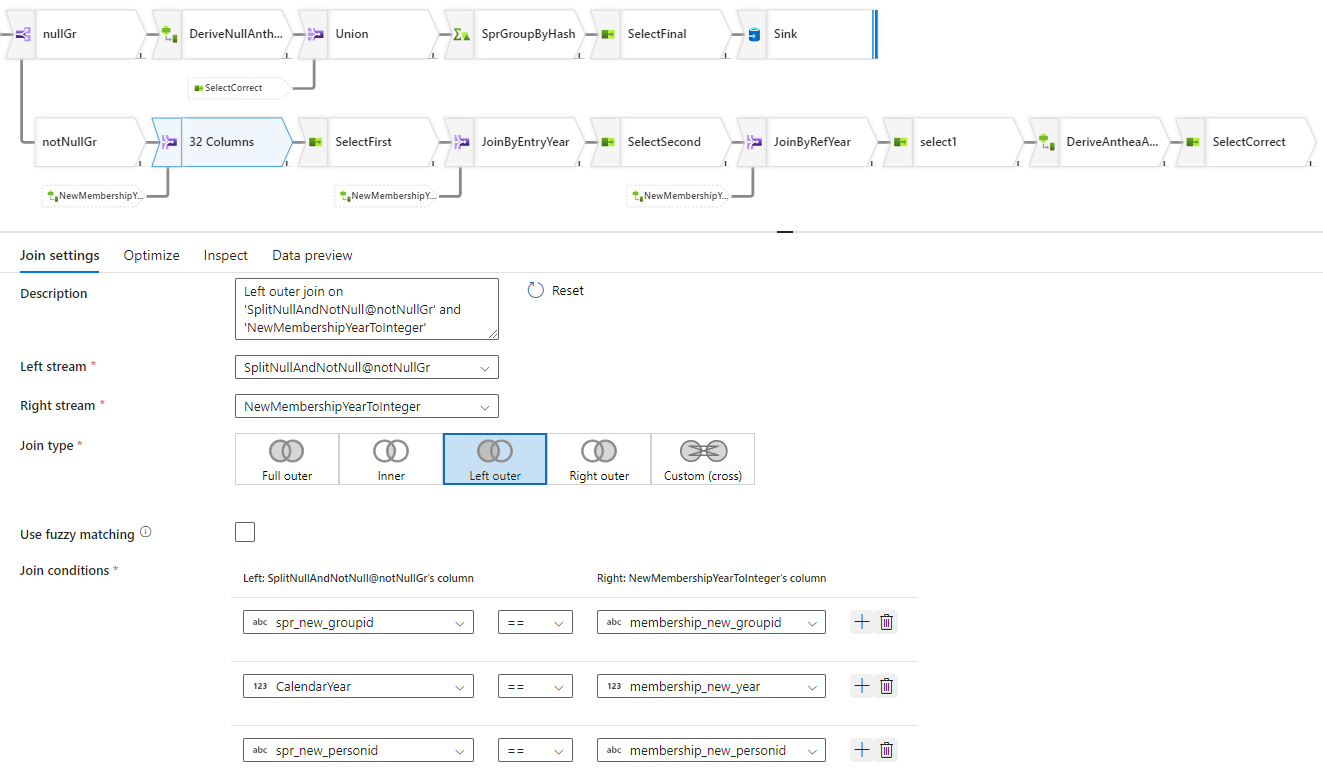 nullGr
DeriveNullAnth...
Union
SprGroupByHash
SelectFinal
Sink
SelectCorrect
notNullGr
32 Columns
SelectFirst
JoinByEntryYear
SelectSecond
JoinByRefYear
select1
DeriveAntheaA...
SelectCorrect
NewMembershipY...
NewMembershipY...
NewMembershipY...
Join settings
Optimize
Inspect
Data preview
Description
Left outer join on
'SplitNullAndNotNull@notNullGr' and
'NewMembershipYearToInteger'
Reset
Left stream *
SplitNullAndNotNull@notNullGr
Right stream *
NewMembershipYearToInteger
Join type *
Full outer
Inner
Left outer
Right outer
Custom (cross)
Use fuzzy matching
Join conditions *
Left: SplitNullAndNotNull@notNullGr's column
Right: NewMembershipYearToInteger's column
abc spr_new_groupid
==
abc membership_new_groupid
123 CalendarYear
==
123 membership_new_year
abc spr_new_personid
==
abc membership_new_personid